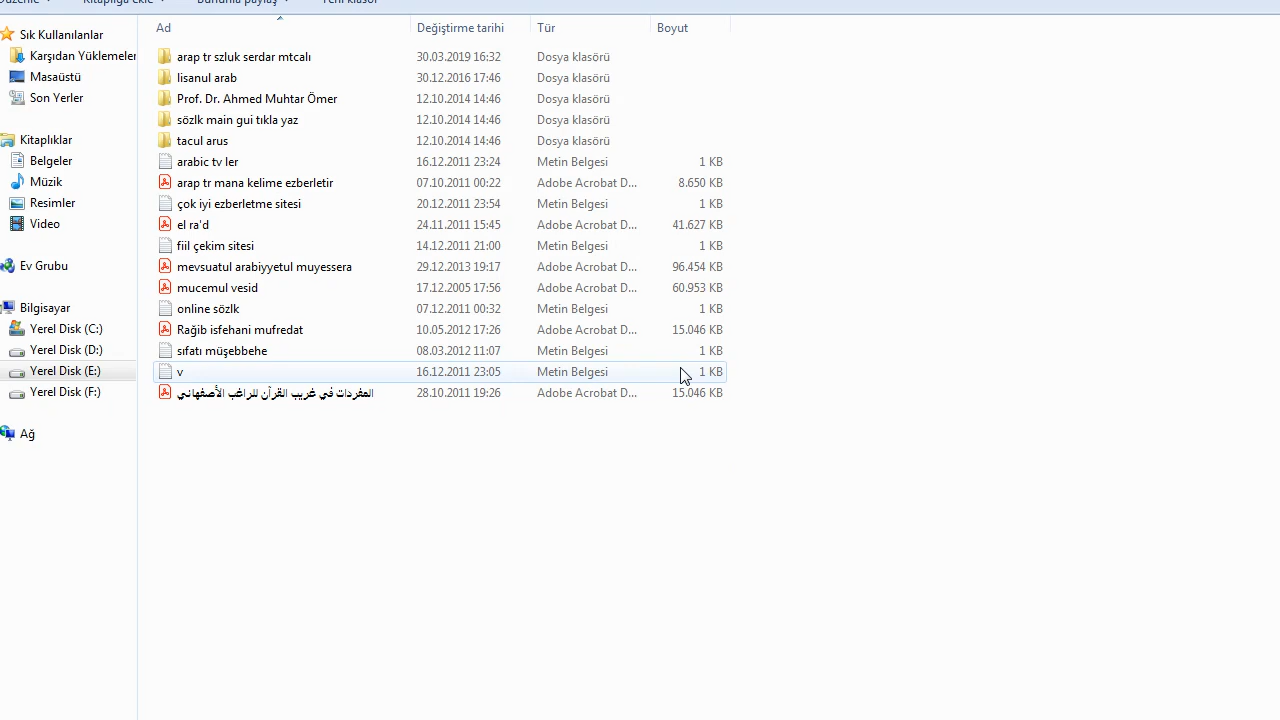 Düzenle Kitaplığa ekle Bununla paylaş Yeni klasör
Ad Değiştirme tarihi Tür Boyut
Sık Kullanılanlar
Karşıdan Yüklemeler
Masaüstü
Son Yerler
Kitaplıklar
Belgeler
Müzik
Resimler
Video
Ev Grubu
Bilgisayar
Yerel Disk (C:)
Yerel Disk (D:)
Yerel Disk (E:)
Yerel Disk (F:)
Ağ
arap tr szluk serdar mtcalı 30.03.2019 16:32 Dosya klasörü
lisanul arab 30.12.2016 17:46 Dosya klasörü
Prof. Dr. Ahmed Muhtar Ömer 12.10.2014 14:46 Dosya klasörü
sözlk main gui tıkla yaz 12.10.2014 14:46 Dosya klasörü
tacul arus 12.10.2014 14:46 Dosya klasörü
arabic tv ler 16.12.2011 23:24 Metin Belgesi 1 KB
arap tr mana kelime ezberletir 07.10.2011 00:22 Adobe Acrobat D... 8.650 KB
çok iyi ezberletme sitesi 20.12.2011 23:54 Metin Belgesi 1 KB
el ra'd 24.11.2011 15:45 Adobe Acrobat D... 41.627 KB
fiil çekim sitesi 14.12.2011 21:00 Metin Belgesi 1 KB
mevsuatul arabiyyetul muyessera 29.12.2013 19:17 Adobe Acrobat D... 96.454 KB
mucemul vesid 17.12.2005 17:56 Adobe Acrobat D... 60.953 KB
online sözlk 07.12.2011 00:32 Metin Belgesi 1 KB
Rağib isfehani mufredat 10.05.2012 17:26 Adobe Acrobat D... 15.046 KB
sıfatı müşebbehe 08.03.2012 11:07 Metin Belgesi 1 KB
v 16.12.2011 23:05 Metin Belgesi 1 KB
المفردات في غريب القرآن للراغب الأصفهاني 28.10.2011 19:26 Adobe Acrobat D... 15.046 KB